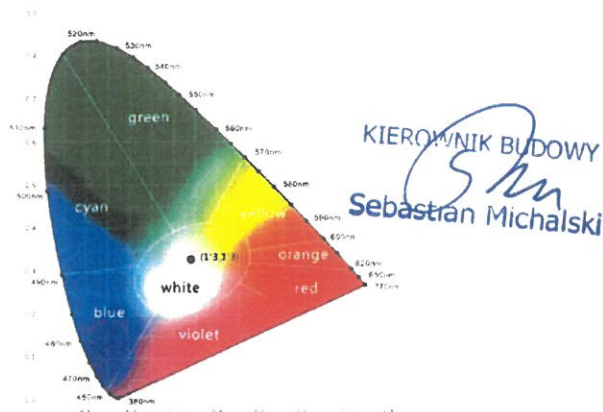 520nm
530nm
540nm
550nm
560nm
570nm
580nm
590nm
600nm
620nm
650nm
770nm
green
cyan
yellow
orange
red
white
blue
violet
500nm
490nm
470nm
450nm
380nm
KIEROWNIK BUDOWY
Sebastian Michalski